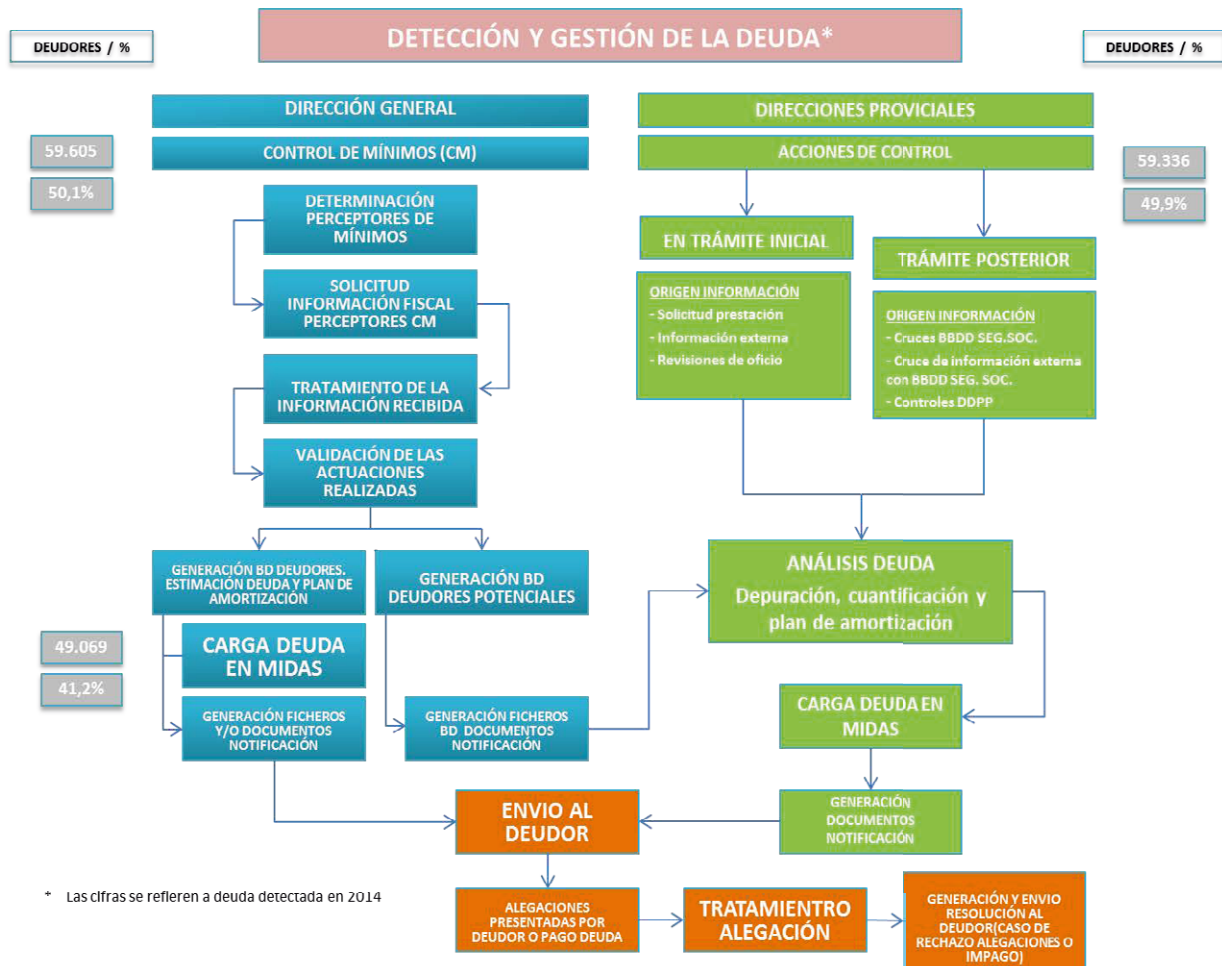 DETECCIÓN Y GESTIÓN DE LA DEUDA*
DEUDORES / %
DEUDORES / %
DIRECCIÓN GENERAL
CONTROL DE MÍNIMOS (CM)
59.605
50,1%
DETERMINACIÓN
PERCEPTORES DE
MÍNIMOS
SOLICITUD
INFORMACIÓN FISCAL
PERCEPTORES CM
TRATAMIENTO DE LA
INFORMACIÓN RECIBIDA
VALIDACIÓN DE LAS
ACTUACIONES
REALIZADAS
GENERACIÓN BD DEUDORES.
ESTIMACIÓN DEUDA Y PLAN DE
AMORTIZACIÓN
GENERACIÓN BD
DEUDORES POTENCIALES
49.069
41,2%
CARGA DEUDA
EN MIDAS
GENERACIÓN FICHEROS
Y/O DOCUMENTOS
NOTIFICACIÓN
GENERACIÓN FICHEROS
BD DOCUMENTOS
NOTIFICACIÓN
DIRECCIONES PROVICIALES
ACCIONES DE CONTROL
59.336
49,9%
EN TRÁMITE INICIAL
ORIGEN INFORMACIÓN
- Solicitud prestación
- Información externa
- Revisiones de oficio
TRÁMITE POSTERIOR
ORIGEN INFORMACIÓN
- Cruces BBDD SEG.SOC.
- Cruce de información externa
con BBDD SEG. SOC.
- Controles DDPP
ANÁLISIS DEUDA
Depuración, cuantificación y
plan de amortización
CARGA DEUDA EN
MIDAS
GENERACIÓN
DOCUMENTOS
NOTIFICACIÓN
ENVIO AL
DEUDOR
ALEGACIONES
PRESENTADAS POR
DEUDOR O PAGO DEUDA
TRATAMIENTRO
ALEGACIÓN
GENERACIÓN Y ENVIO
RESOLUCIÓN AL
DEUDOR(CASO DE
RECHAZO ALEGACIONES O
IMPAGO)
* Las cifras se refieren a deuda detectada en 2014